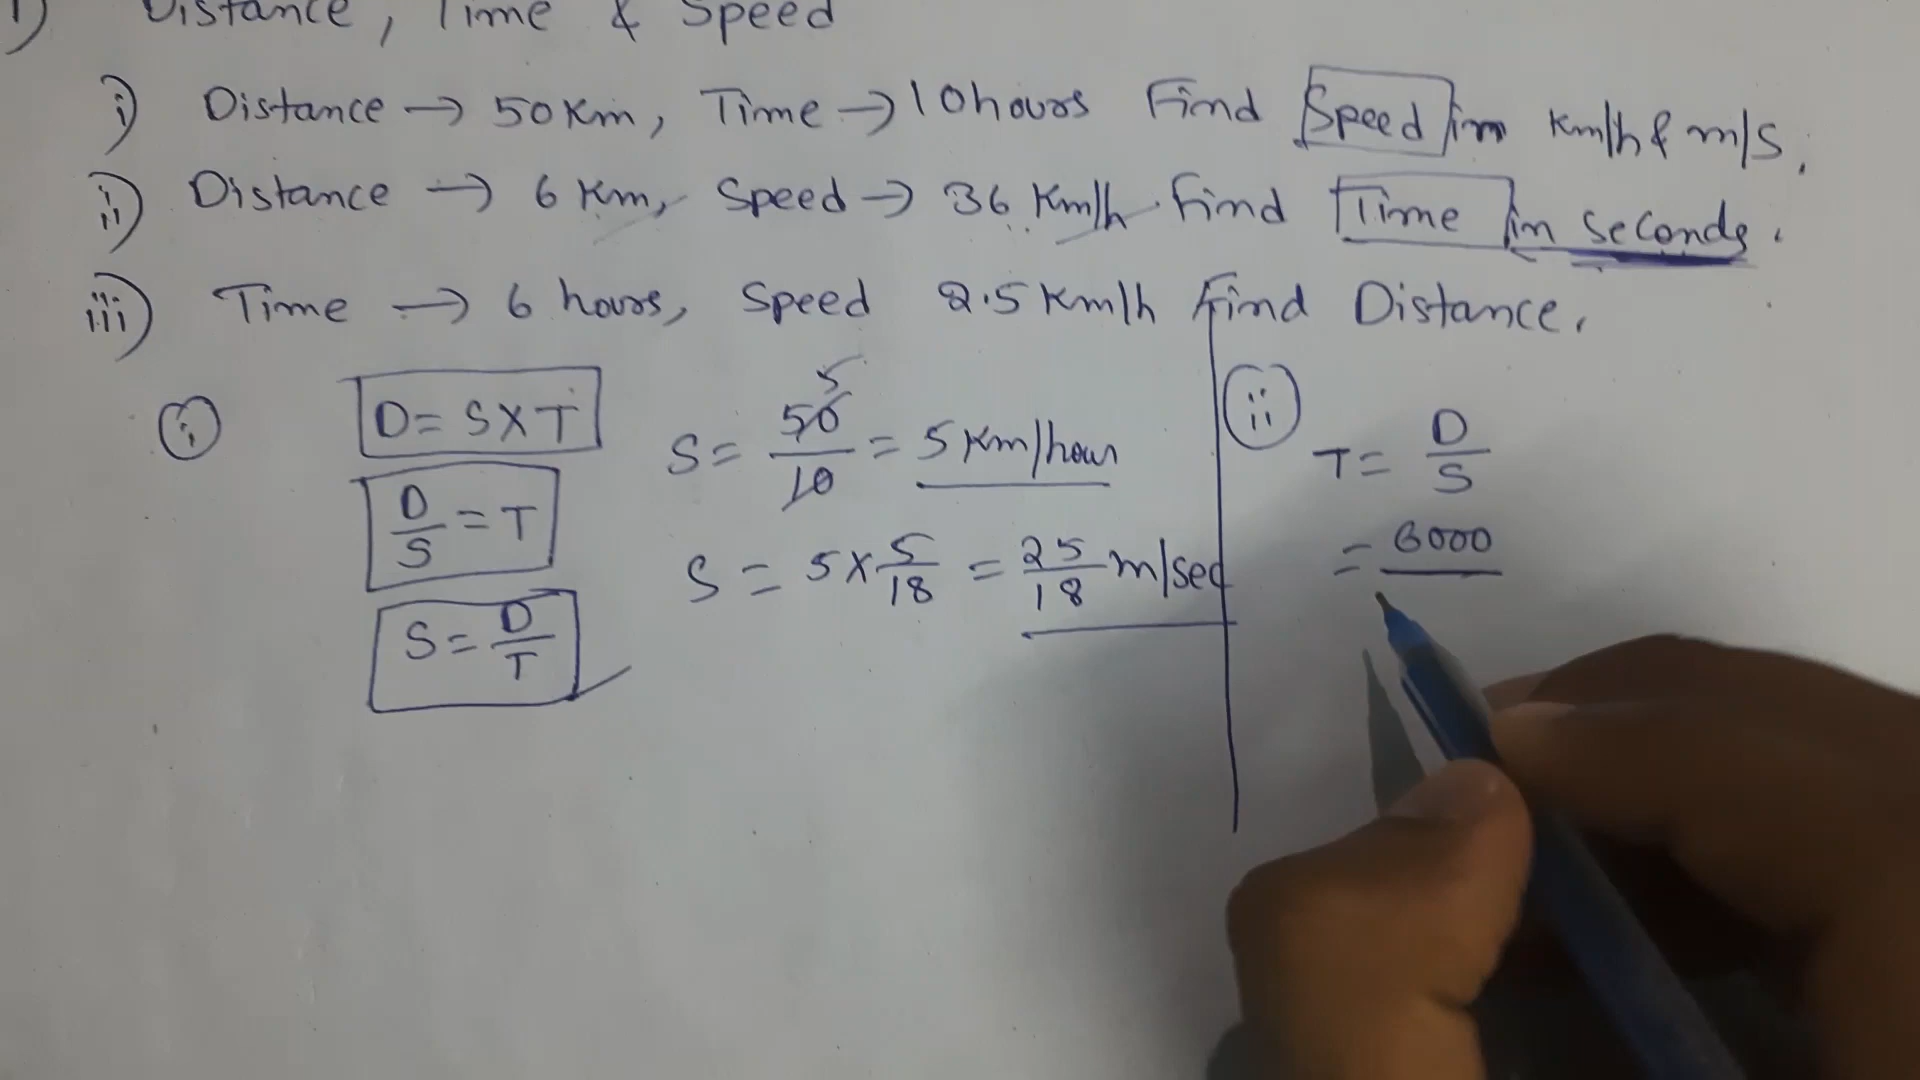 1) Distance, Time & Speed
i) Distance → 50 Km, Time → 10 hours Find Speed in Km/h & m/s.
ii) Distance → 6 Km, Speed → 36 Km/h. Find Time in seconds.
iii) Time → 6 hours, Speed 2.5 Km/h Find Distance.
i
D = S X T
D/S = T
S = D/T
S = 50/10 = 5 Km/hour
5
S = 5 X 5/18 = 25/18 m/sec
ii
T = D/S
= 6000